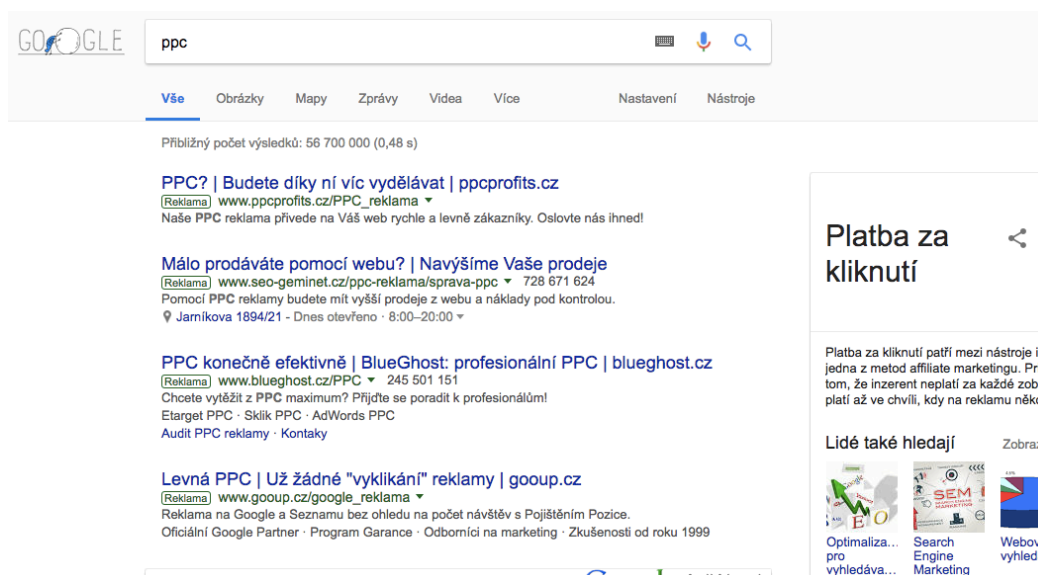 GOOGLE
ppc
Vše Obrázky Mapy Zprávy Videa Více Nastavení Nástroje
Přibližný počet výsledků: 56 700 000 (0,48 s)
PPC? | Budete díky ní víc vydělávat | ppcprofits.cz
Reklama www.ppcprofits.cz/PPC_reklama
Naše PPC reklama přivede na Váš web rychle a levně zákazníky. Oslovte nás ihned!
Málo prodáváte pomocí webu? | Navýšíme Vaše prodeje
Reklama www.seo-geminet.cz/ppc-reklama/sprava-ppc 728 671 624
Pomocí PPC reklamy budete mít vyšší prodeje z webu a náklady pod kontrolou.
Jarníkova 1894/21 - Dnes otevřeno · 8:00–20:00
PPC konečně efektivně | BlueGhost: profesionální PPC | blueghost.cz
Reklama www.blueghost.cz/PPC 245 501 151
Chcete vytěžit z PPC maximum? Přijďte se poradit k profesionálům!
Etarget PPC · Sklik PPC · AdWords PPC
Audit PPC reklamy · Kontaky
Levná PPC | Už žádné "vyklikání" reklamy | gooup.cz
Reklama www.gooup.cz/google_reklama
Reklama na Google a Seznamu bez ohledu na počet návštěv s Pojištěním Pozice.
Oficiální Google Partner · Program Garance · Odborníci na marketing · Zkušenosti od roku 1999
Platba za
kliknutí
Platba za kliknutí patří mezi nástroje i
jedna z metod affiliate marketingu. Pr
tom, že inzerent neplatí za každé zob
platí až ve chvíli, kdy na reklamu něk
Lidé také hledají Zobraz
SEM
SEO
Optimaliza...
pro
vyhledáva...
Search
Engine
Marketing
Webov
vyhled